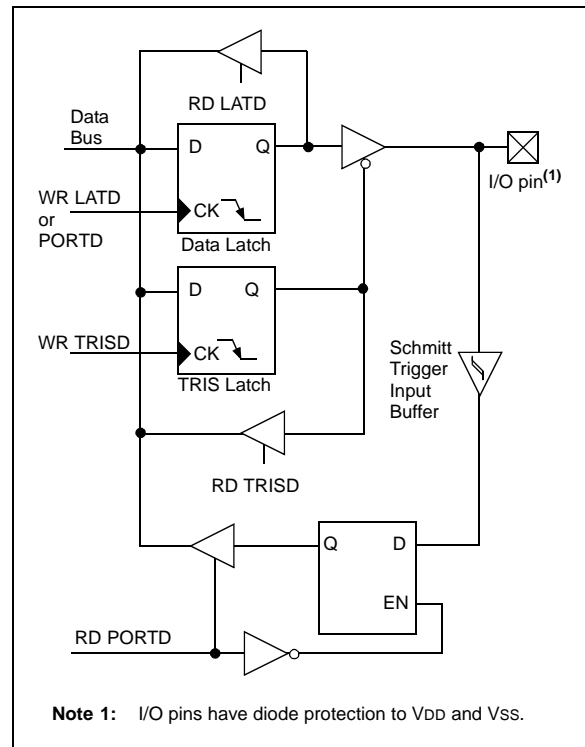 RD LATD
Data
Bus
D
Q
I/O pin(1)
WR LATD
or
PORTD
CK
Data Latch
D
Q
WR TRISD
CK
TRIS Latch
Schmitt
Trigger
Input
Buffer
RD TRISD
Q
D
EN
RD PORTD
Note 1: I/O pins have diode protection to VDD and VSS.